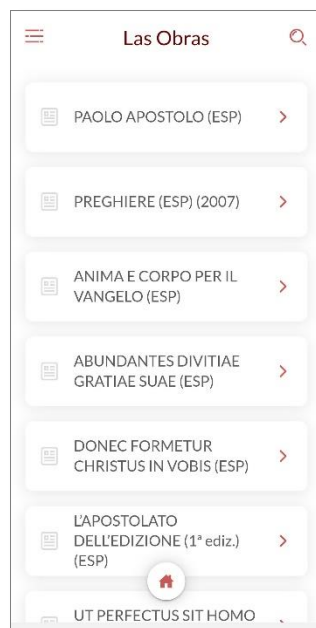 Las Obras
PAOLO APOSTOLO (ESP)
PREGHIERE (ESP) (2007)
ANIMA E CORPO PER IL
VANGELO (ESP)
ABUNDANTES DIVITIAE
GRATIAE SUAE (ESP)
DONEC FORMETUR
CHRISTUS IN VOBIS (ESP)
L'APOSTOLATO
DELL'EDIZIONE (1ª ediz.)
(ESP)
UT PERFECTUS SIT HOMO